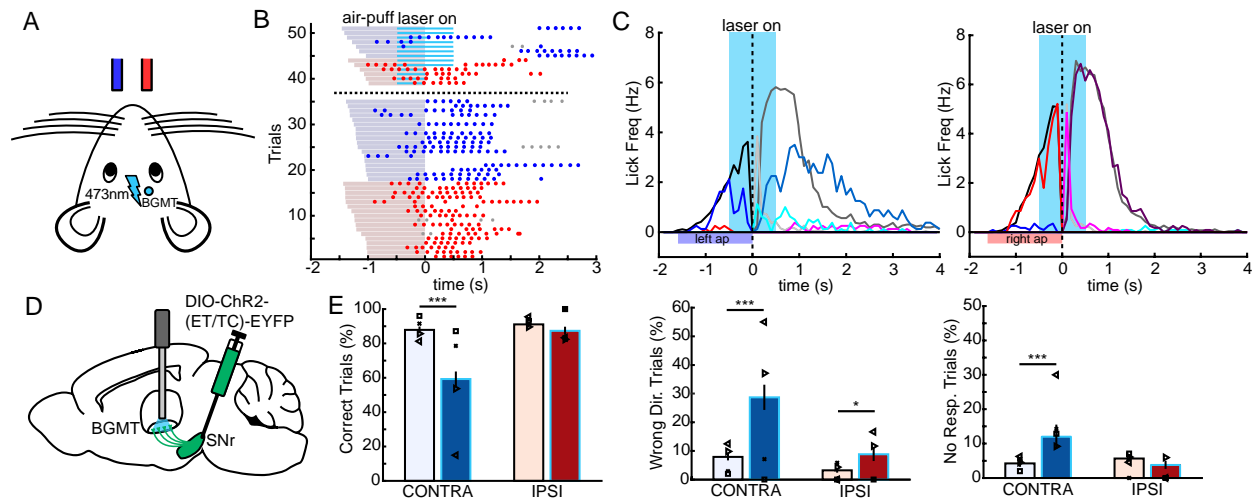 A
473nm
BGMT
B
air-puff laser on
Trials
50
40
30
20
10
-2 -1 0 1 2 3
time (s)
C
laser on
Lick Freq (Hz)
8
6
4
2
0
left ap
-2 -1 0 1 2 3 4
time (s)
laser on
Lick Freq (Hz)
8
6
4
2
0
right ap
-2 -1 0 1 2 3 4
time (s)
D
DIO-ChR2-
(ET/TC)-EYFP
BGMT
SNr
E
Correct Trials (%)
100
80
60
40
20
0
***
CONTRA IPSI
Wrong Dir. Trials (%)
60
50
40
30
20
10
0
***
*
CONTRA IPSI
No Resp. Trials (%)
50
40
30
20
10
0
***
CONTRA IPSI